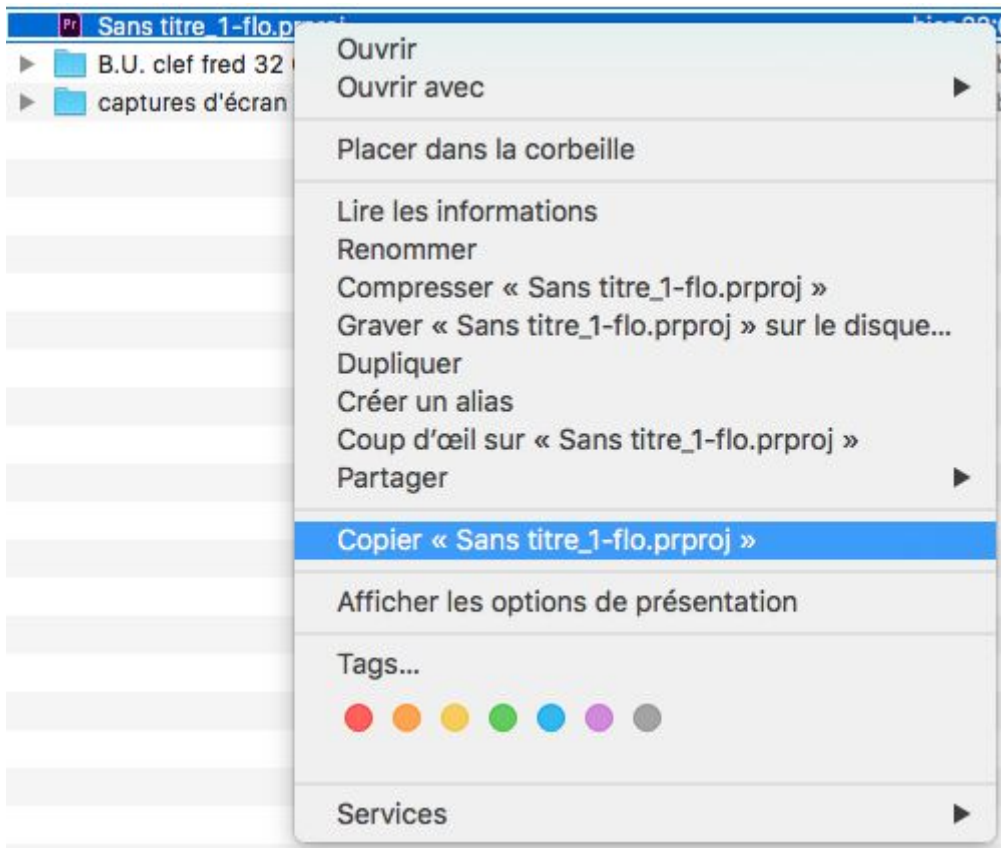 Pr Sans titre_1-flo.prproj
B.U. clef fred 32
captures d'écran
Ouvrir
Ouvrir avec
Placer dans la corbeille
Lire les informations
Renommer
Compresser « Sans titre_1-flo.prproj »
Graver « Sans titre_1-flo.prproj » sur le disque...
Dupliquer
Créer un alias
Coup d’œil sur « Sans titre_1-flo.prproj »
Partager
Copier « Sans titre_1-flo.prproj »
Afficher les options de présentation
Tags...
Services